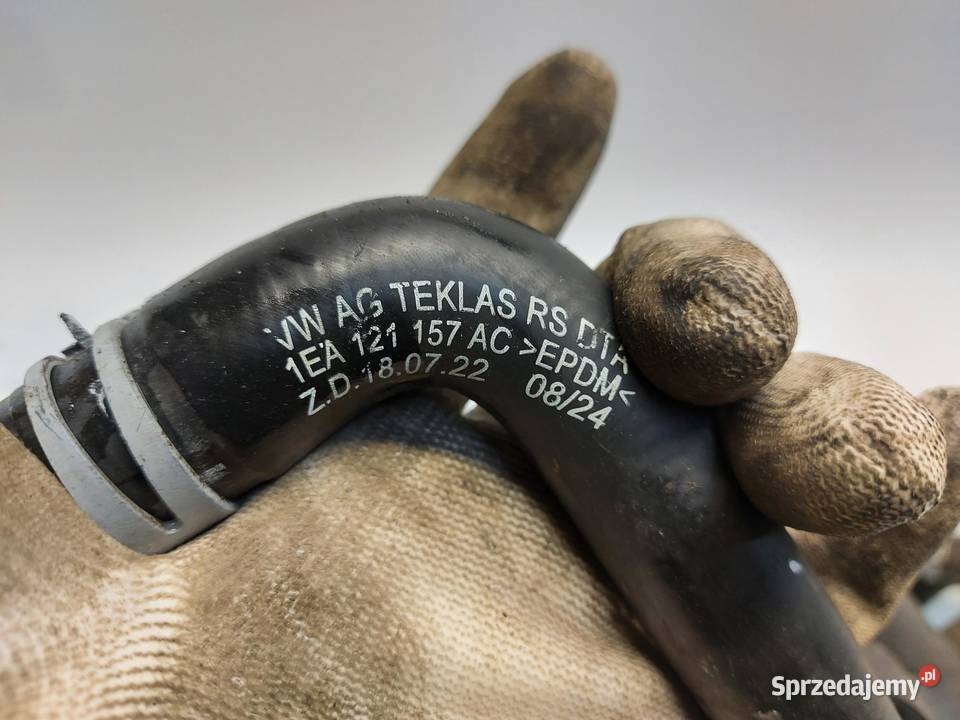 VW AG TEKLAS RS DTA
1EA 121 157 AC >EPDM<
Z.D.18.07.22 08/24
Sprzedajemy.pl